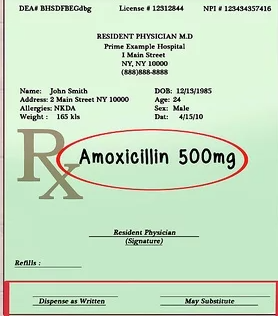 DEA# BHSDFBEGdbg License # 12312844 NPI # 123434357416
RESIDENT PHYSICIAN M.D
Prime Example Hospital
1 Main Street
NY, NY 10000
(888)888-8888
Name: John Smith DOB: 12/13/1985
Address: 2 Main Street NY 10000 Age: 24
Allergies: NKDA Sex: Male
Weight : 165 kls Dat: 4/15/10
Rx Amoxicillin 500mg
Resident Physician
(Signature)
Refills :
Dispense as Written May Substitute